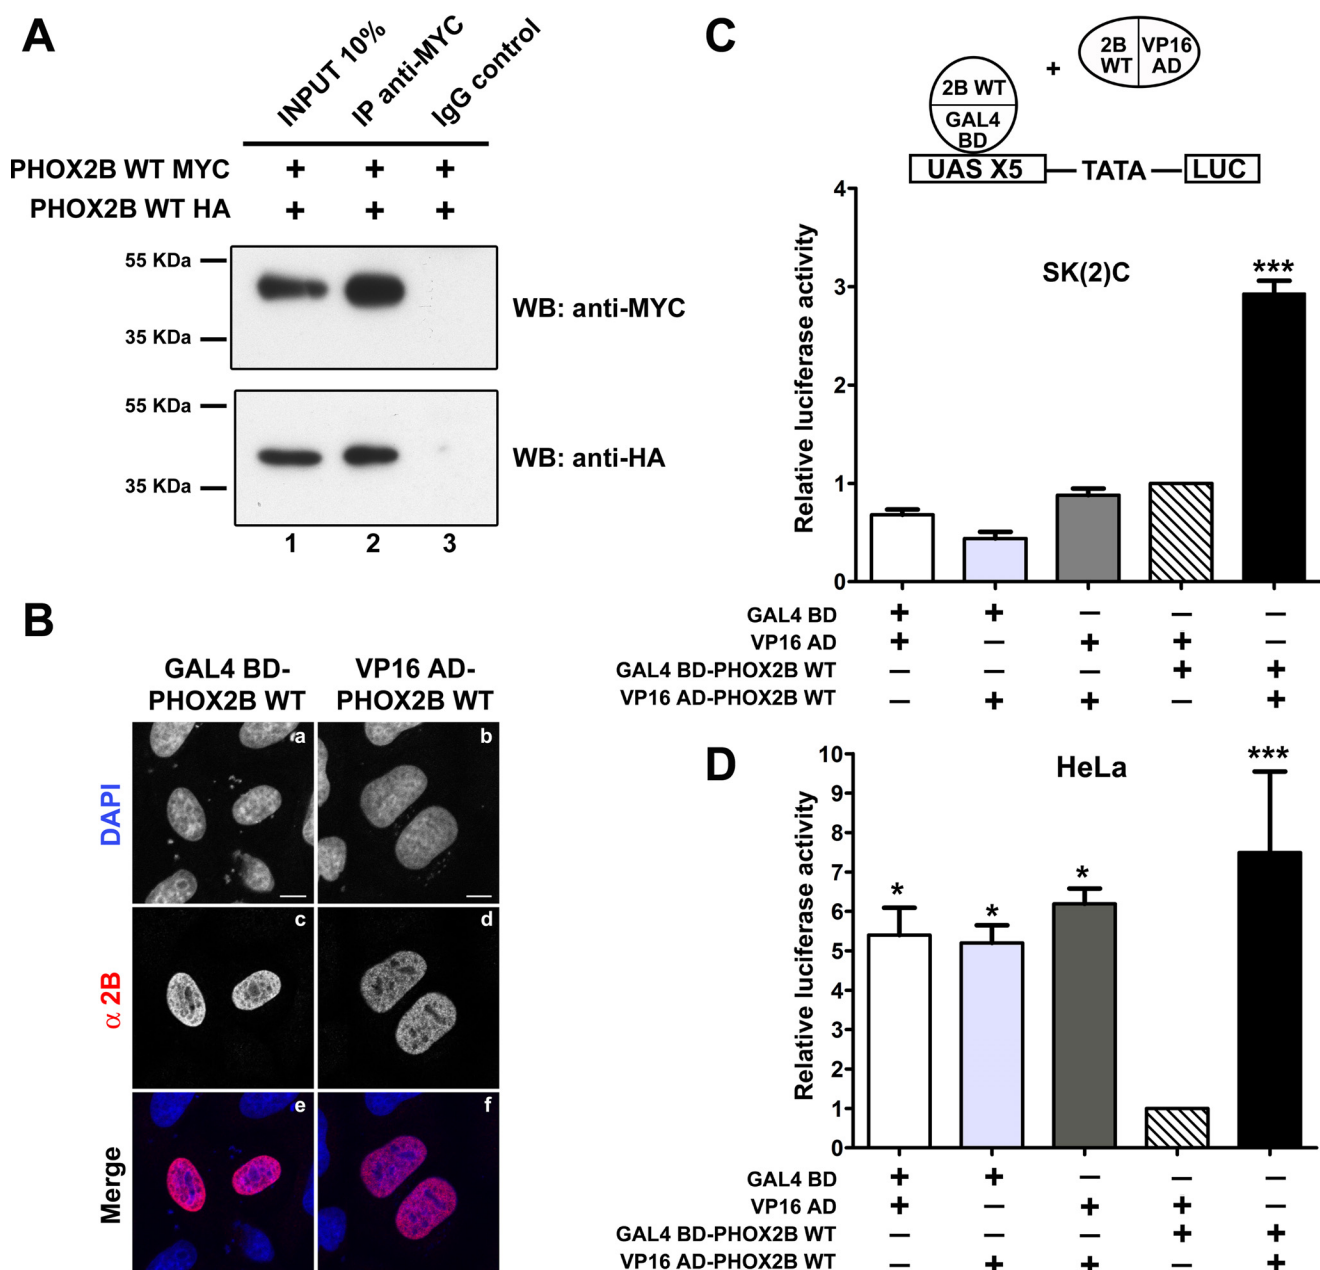 A
INPUT 10%
IP anti-MYC
IgG control
PHOX2B WT MYC + + +
PHOX2B WT HA + + +
55 KDa
35 KDa
WB: anti-MYC
55 KDa
35 KDa
WB: anti-HA
1 2 3
B
GAL4 BD-
PHOX2B WT
VP16 AD-
PHOX2B WT
DAPI
a
b
α 2B
c
d
Merge
e
f
C
2B WT
GAL4
BD
+
2B
WT
VP16
AD
UAS X5
TATA
LUC
Relative luciferase activity
4
3
2
1
0
SK(2)C
***
GAL4 BD + + — — —
VP16 AD + — + + —
GAL4 BD-PHOX2B WT — — — + +
VP16 AD-PHOX2B WT — + + — +
D
Relative luciferase activity
10
9
8
7
6
5
4
3
2
1
0
HeLa
*
*
*
***
GAL4 BD + + — — —
VP16 AD + — + + —
GAL4 BD-PHOX2B WT — — — + +
VP16 AD-PHOX2B WT — + + — +